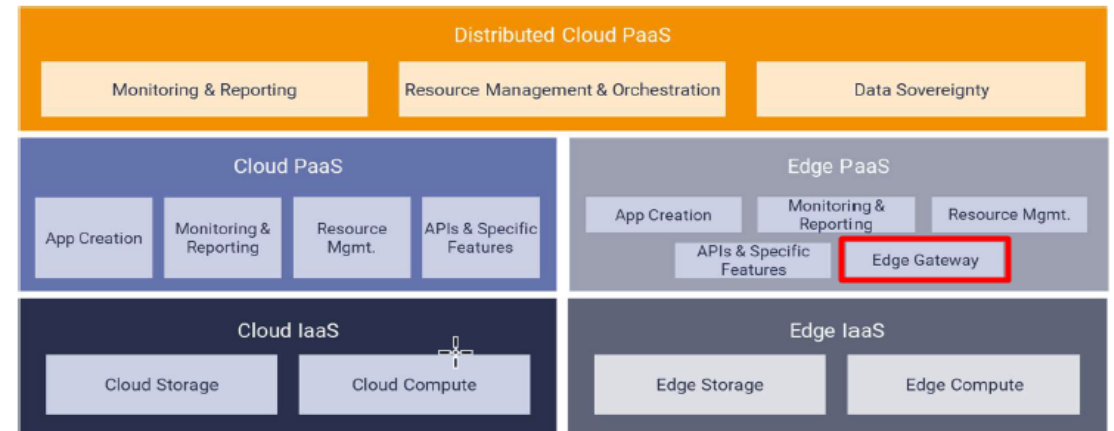 Distributed Cloud PaaS
Monitoring & Reporting
Resource Management & Orchestration
Data Sovereignty
Cloud PaaS
App Creation
Monitoring &
Reporting
Resource
Mgmt.
APIs & Specific
Features
Edge PaaS
App Creation
Monitoring &
Reporting
Resource Mgmt.
APIs & Specific
Features
Edge Gateway
Cloud IaaS
Cloud Storage
Cloud Compute
Edge IaaS
Edge Storage
Edge Compute